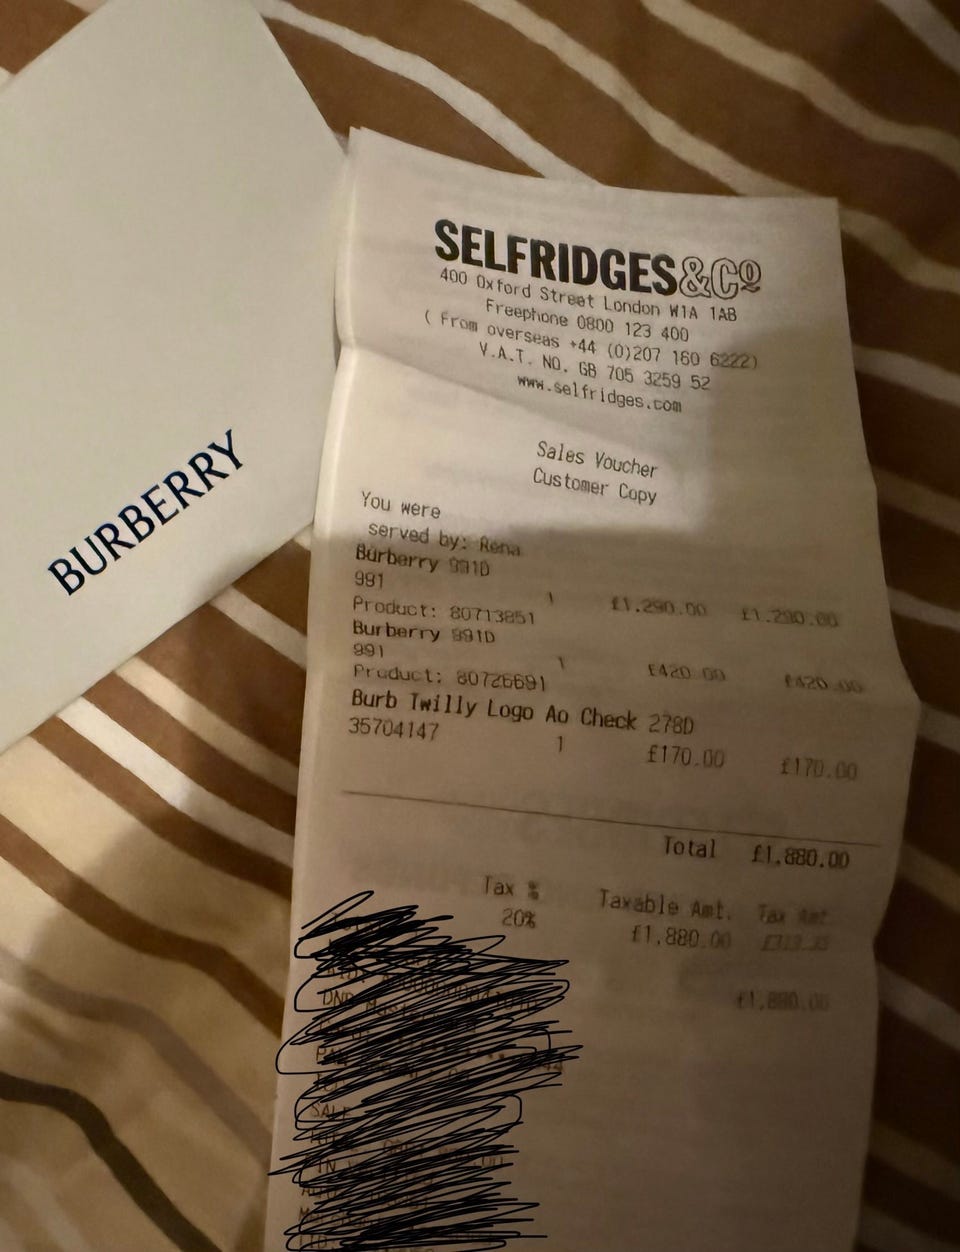 BURBERRY
SELFRIDGES&Co
400 Oxford Street London W1A 1AB
Freephone 0800 123 400
( From overseas +44 (0)207 160 6222)
V.A.T. NO. GB 705 3259 52
www.selfridges.com
Sales Voucher
Customer Copy
You were
served by: Rena
Burberry 991D
991 1 £1,290.00 £1,290.00
Product: 80713851
Burberry 991D
991 1 £420.00 £420.00
Product: 80726691
Burb Twilly Logo Ao Check 278D
35704147 1 £170.00 £170.00
Total £1,880.00
Tax % Taxable Amt. Tax Amt
20% £1,880.00
£1,880.00
SALE